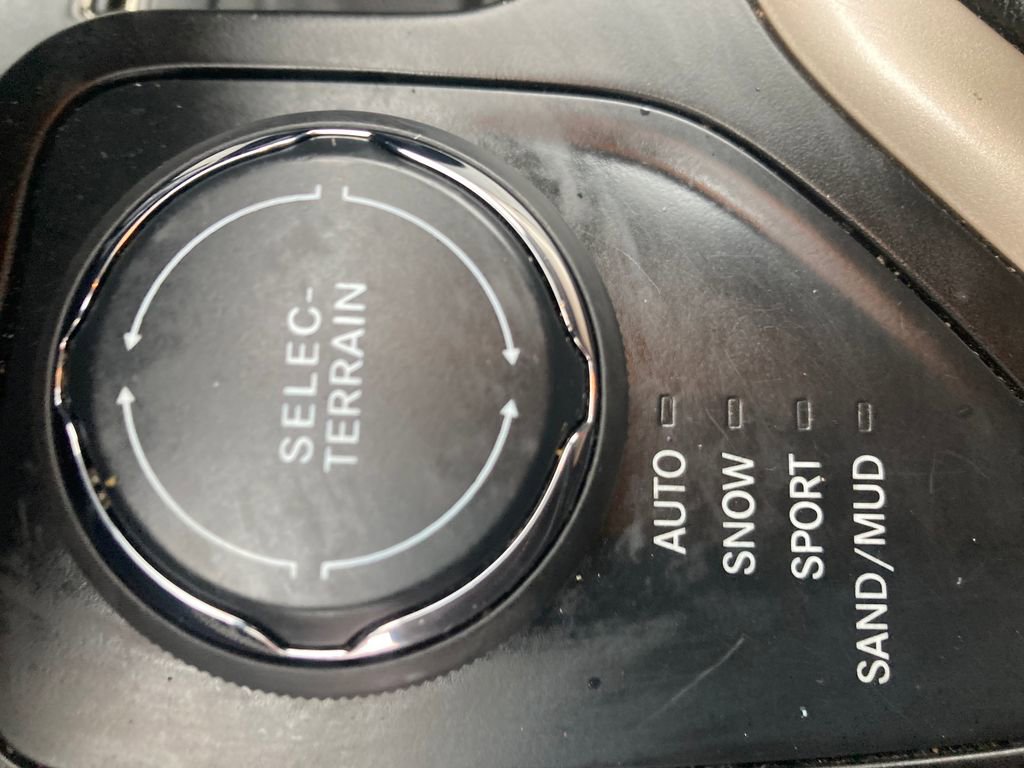 SELEC-
TERRAIN
AUTO
SNOW
SPORT
SAND/MUD